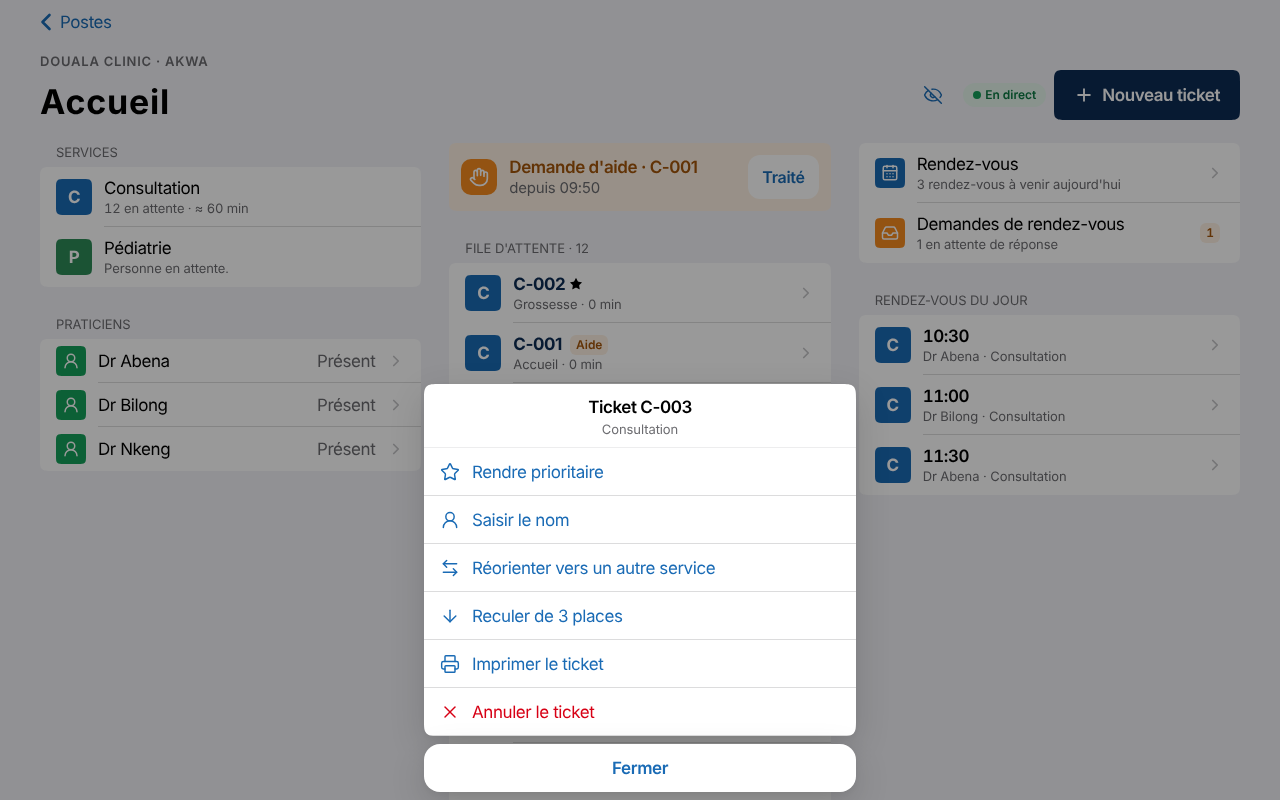 Postes
DOUALA CLINIC · AKWA
Accueil
En direct
Nouveau ticket
SERVICES
C
Consultation
12 en attente · ≈ 60 min
P
Pédiatrie
Personne en attente.
PRATICIENS
Dr Abena
Présent
Dr Bilong
Présent
Dr Nkeng
Présent
Demande d'aide · C-001
depuis 09:50
Traité
FILE D'ATTENTE · 12
C
C-002
Grossesse · 0 min
C
C-001 Aide
Accueil · 0 min
Ticket C-003
Consultation
Rendre prioritaire
Saisir le nom
Réorienter vers un autre service
Reculer de 3 places
Imprimer le ticket
Annuler le ticket
Fermer
Rendez-vous
3 rendez-vous à venir aujourd'hui
Demandes de rendez-vous
1 en attente de réponse
1
RENDEZ-VOUS DU JOUR
C
10:30
Dr Abena · Consultation
C
11:00
Dr Bilong · Consultation
C
11:30
Dr Abena · Consultation